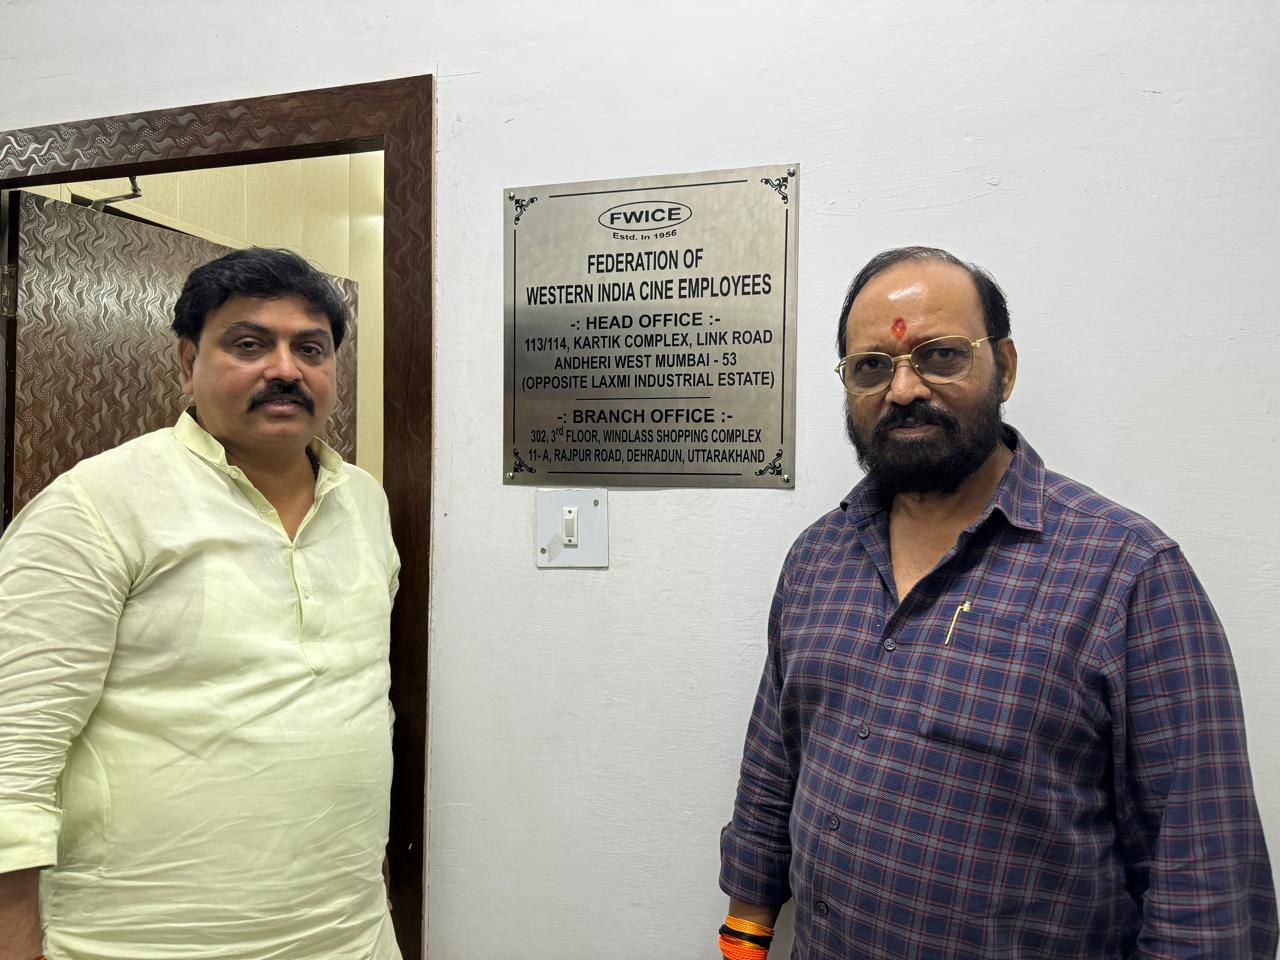 FWICE
Estd. In 1956
FEDERATION OF
WESTERN INDIA CINE EMPLOYEES
-: HEAD OFFICE :-
113/114, KARTIK COMPLEX, LINK ROAD
ANDHERI WEST MUMBAI - 53
(OPPOSITE LAXMI INDUSTRIAL ESTATE)
-: BRANCH OFFICE :-
302, 3rd FLOOR, WINDLASS SHOPPING COMPLEX
11- A, RAJPUR ROAD, DEHRADUN, UTTARAKHAND